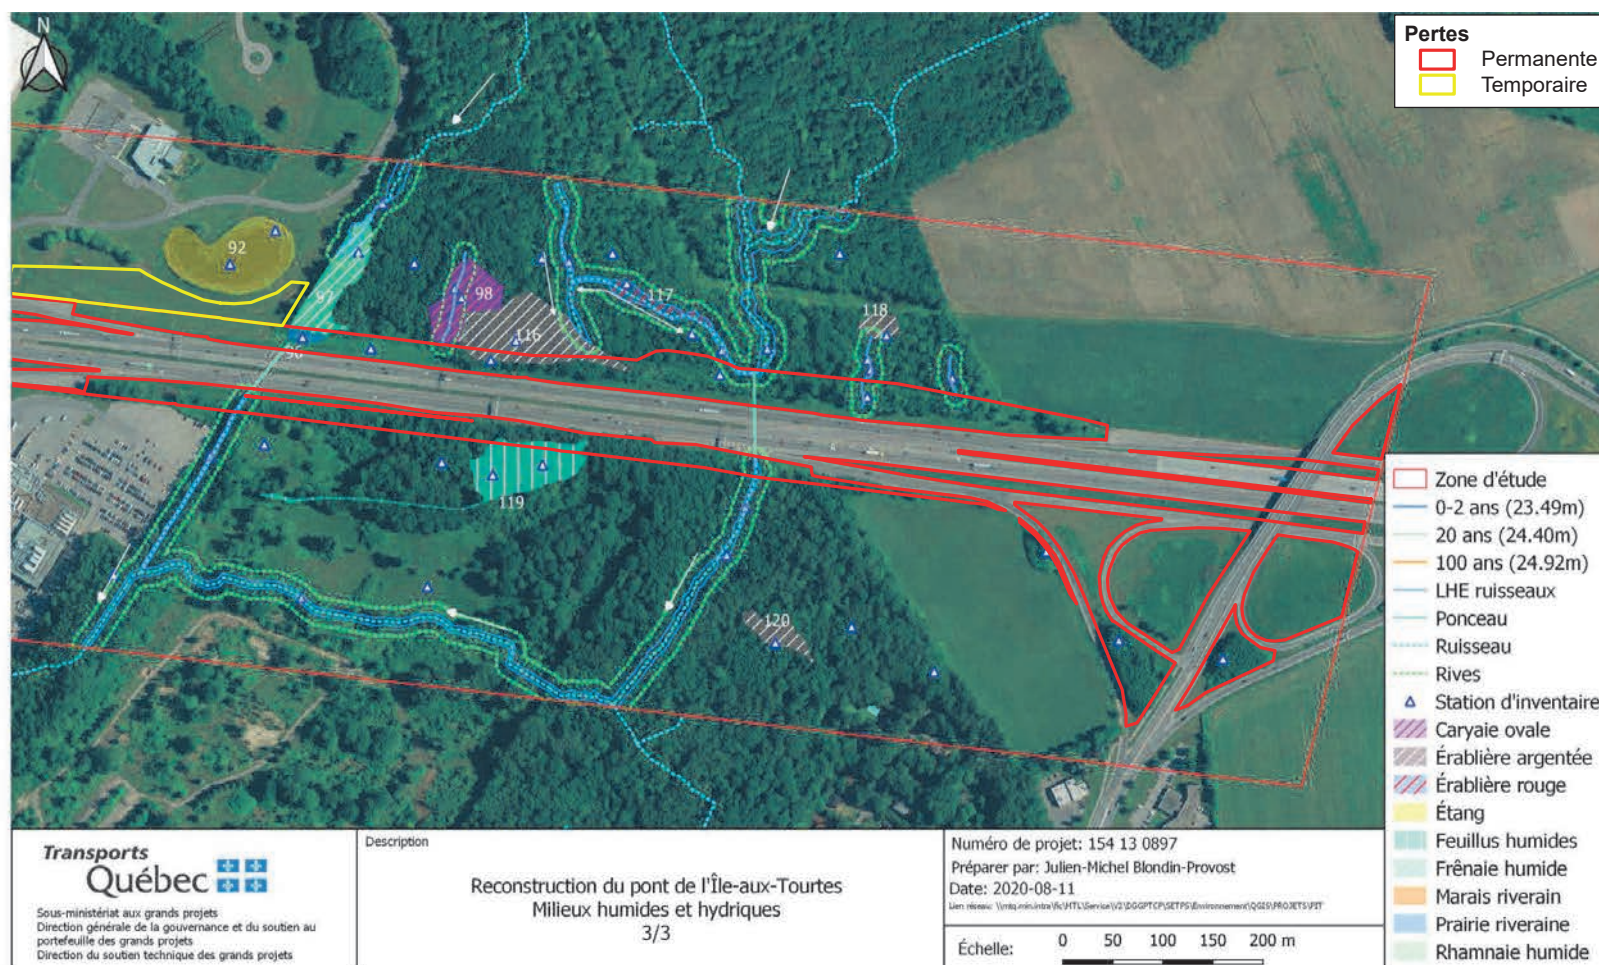 N
Pertes
Permanente
Temporaire
92
97
98
96
116
117
118
119
120
Zone d'étude
0-2 ans (23.49m)
20 ans (24.40m)
100 ans (24.92m)
LHE ruisseaux
Ponceau
Ruisseau
Rives
Station d'inventaire
Caryaie ovale
Érablière argentée
Érablière rouge
Étang
Feuillus humides
Frênaie humide
Marais riverain
Prairie riveraine
Rhamnaie humide
Transports
Québec
Sous-ministériat aux grands projets
Direction générale de la gouvernance et du soutien au
portefeuille des grands projets
Direction du soutien technique des grands projets
Description
Reconstruction du pont de l'Île-aux-Tourtes
Milieux humides et hydriques
3/3
Numéro de projet: 154 13 0897
Préparer par: Julien-Michel Blondin-Provost
Date: 2020-08-11
Échelle:
0 50 100 150 200 m